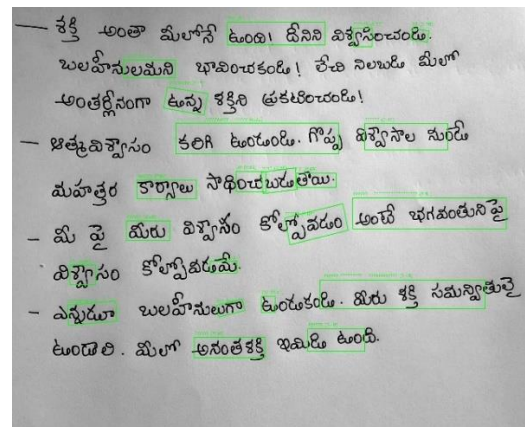 — శక్తి అంతా మీలోనే ఉంది! దీనిని విశ్వసించండి.
బలహీనులమని భావించకండి! లేచి నిలబడి మీలో
అంతర్లీనంగా ఉన్న శక్తిని ప్రకటించండి!
— ఆత్మవిశ్వాసం కలిగి ఉండండి. గొప్ప విశ్వాసాల నుండే
మహత్తర కార్యాలు సాధించబడుతాయి.
— మీ పై మీరు విశ్వాసం కోల్పోవడం అంటే భగవంతునిపై
విశ్వాసం కోల్పోవడమే.
— ఎన్నడూ బలహీనులుగా ఉండకండి. మీరు శక్తి సమన్వితులై
ఉండాలి. మీలో అనంతశక్తి ఇమిడి ఉంది.